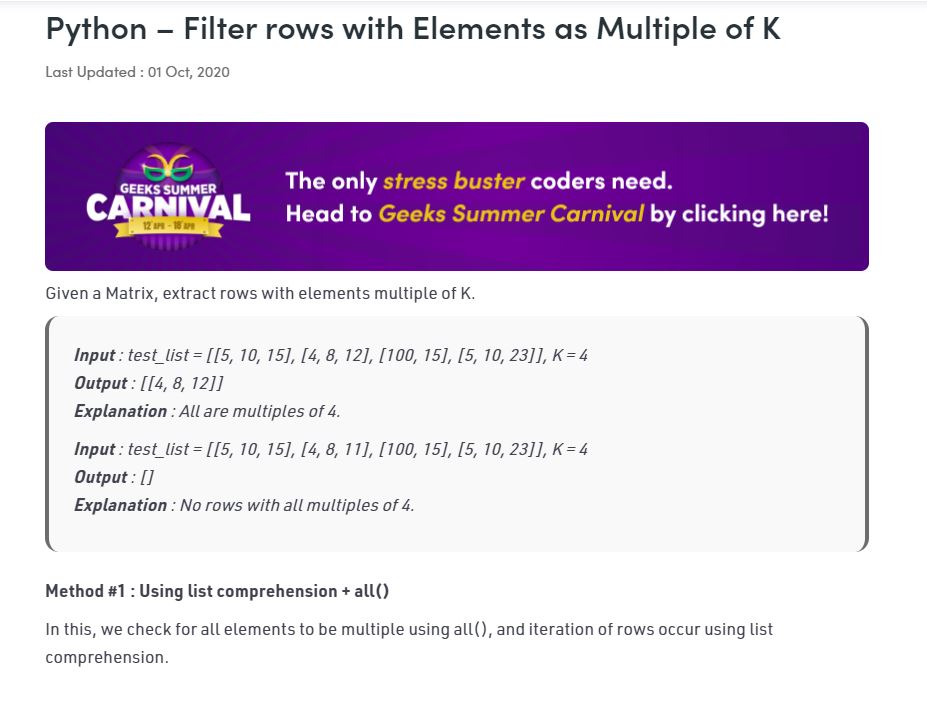 Python – Filter rows with Elements as Multiple of K
Last Updated : 01 Oct, 2020
GEEKS SUMMER
CARNIVAL
12 APR - 18 APR
The only stress buster coders need.
Head to Geeks Summer Carnival by clicking here!
Given a Matrix, extract rows with elements multiple of K.
Input : test_list = [[5, 10, 15], [4, 8, 12], [100, 15], [5, 10, 23]], K = 4
Output : [[4, 8, 12]]
Explanation : All are multiples of 4.
Input : test_list = [[5, 10, 15], [4, 8, 11], [100, 15], [5, 10, 23]], K = 4
Output : []
Explanation : No rows with all multiples of 4.
Method #1 : Using list comprehension + all()
In this, we check for all elements to be multiple using all(), and iteration of rows occur using list
comprehension.